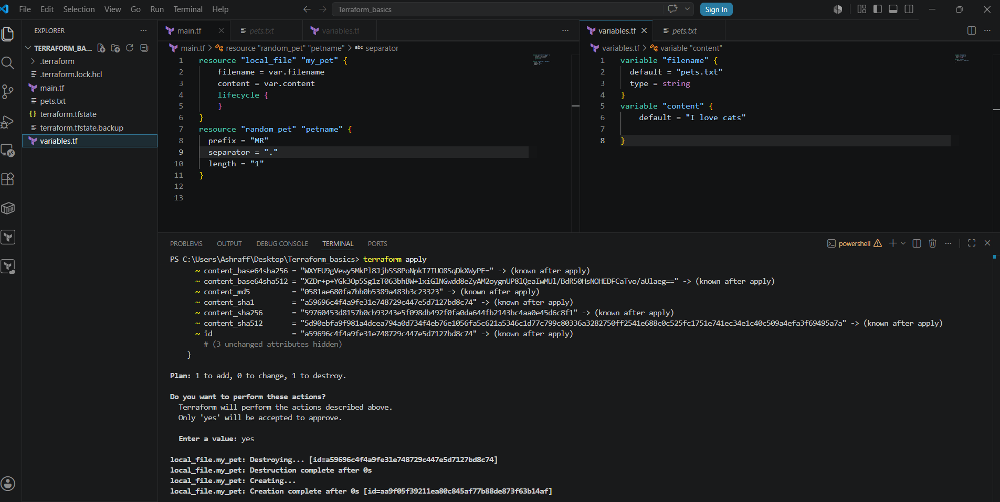 File Edit Selection View Go Run Terminal Help
Terraform_basics
Sign In
EXPLORER
TERRAFORM_BA...
.terraform
.terraform.lock.hcl
main.tf
pets.txt
terraform.tfstate
terraform.tfstate.backup
variables.tf
main.tf pets.txt variables.tf
main.tf > resource "random_pet" "petname" > abc separator
1 resource "local_file" "my_pet" {
2 filename = var.filename
3 content = var.content
4 lifecycle {
5 }
6 }
7 resource "random_pet" "petname" {
8 prefix = "MR"
9 separator = "."
10 length = "1"
11 }
12
13
variables.tf pets.txt
variables.tf > variable "content"
1 variable "filename" {
2 default = "pets.txt"
3 type = string
4 }
5 variable "content" {
6 default = "I love cats"
7
8 }
PROBLEMS OUTPUT DEBUG CONSOLE TERMINAL PORTS
powershell
PS C:\Users\Ashraff\Desktop\Terraform_basics> terraform apply
~ content_base64sha256 = "WXYEU9gVewy5MkPl8JjbSS8PoNpkT7IUO8SqDkXWyPE=" -> (known after apply)
~ content_base64sha512 = "XZDr+p+YGk3Op5Sg1zT063bhBW+lxiGlNGwdd8eZyAM2oygnUP8lQeaIwMUl/BdR50HsNOHEDFCaTvo/aUlaeg==" -> (known after apply)
~ content_md5 = "0581ae680fa7bb0b5389a483b3c23323" -> (known after apply)
~ content_sha1 = "a59696c4f4a9fe31e748729c447e5d7127bd8c74" -> (known after apply)
~ content_sha256 = "59760453d8157b0cb93243e5f098db492f0fa0da644fb2143bc4aa0e45d6c8f1" -> (known after apply)
~ content_sha512 = "5d90ebfa9f981a4dcea794a0d734f4eb76e1056fa5c621a5346c1d77c799c80336a3282750ff2541e688c0c525fc1751e741ec34e1c40c509a4efa3f69495a7a" -> (known after apply)
~ id = "a59696c4f4a9fe31e748729c447e5d7127bd8c74" -> (known after apply)
# (3 unchanged attributes hidden)
}
Plan: 1 to add, 0 to change, 1 to destroy.
Do you want to perform these actions?
Terraform will perform the actions described above.
Only 'yes' will be accepted to approve.
Enter a value: yes
local_file.my_pet: Destroying... [id=a59696c4f4a9fe31e748729c447e5d7127bd8c74]
local_file.my_pet: Destruction complete after 0s
local_file.my_pet: Creating...
local_file.my_pet: Creation complete after 0s [id=aa9f05f39211ea80c845af77b88de873f63b14af]